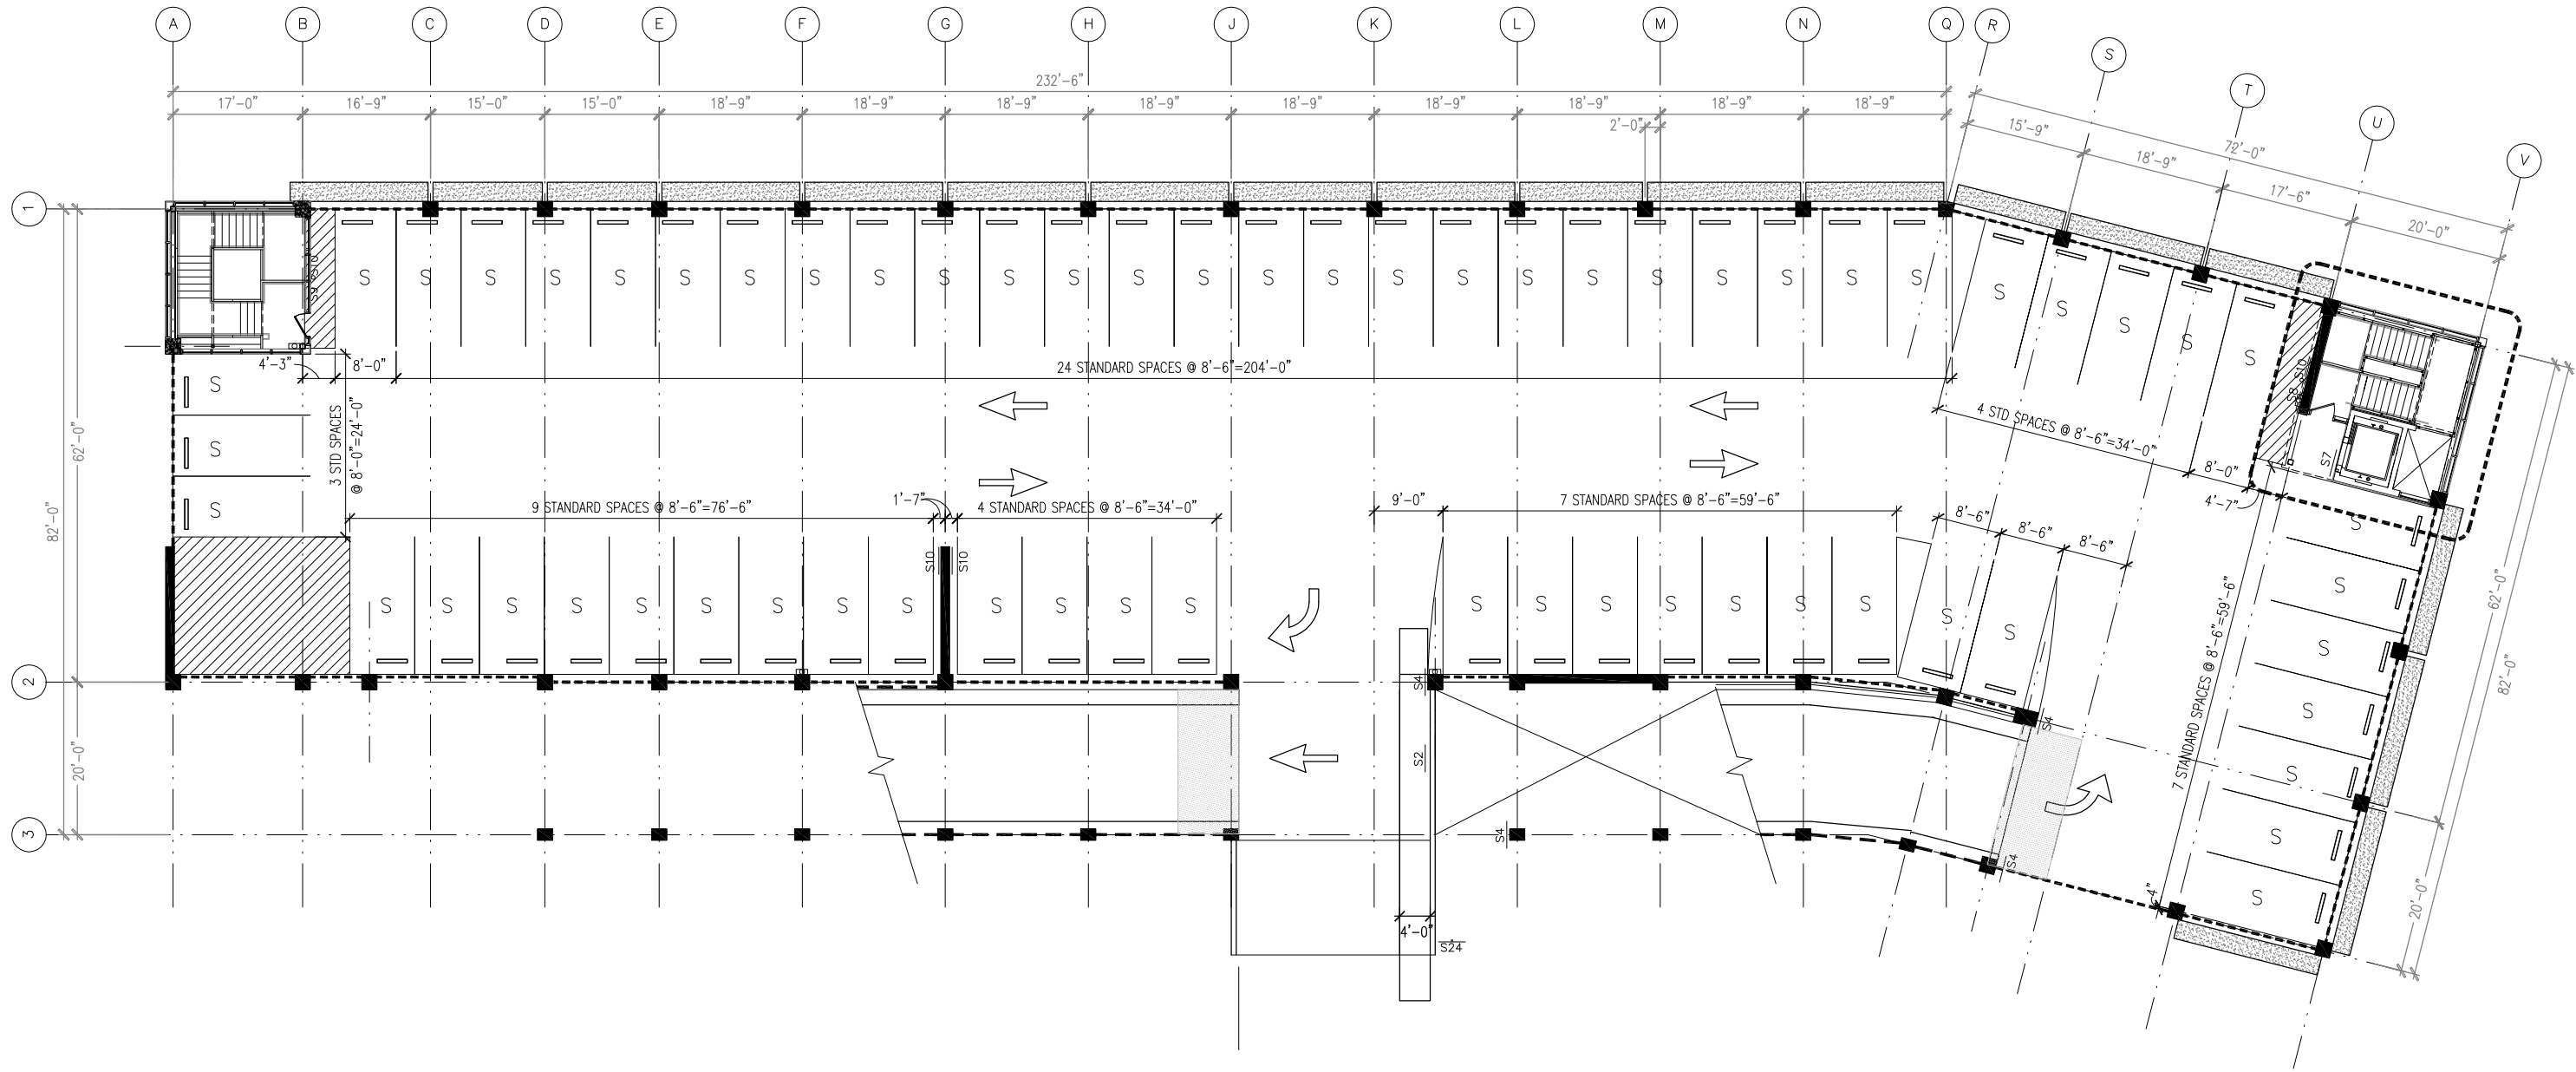 A B C D E F G H J K L M N Q R S T U V
232'-6"
17'-0" 16'-9" 15'-0" 15'-0" 18'-9" 18'-9" 18'-9" 18'-9" 18'-9" 18'-9" 18'-9" 18'-9" 18'-9"
2'-0"
15'-9" 18'-9" 72'-0" 17'-6" 20'-0"
1
S9 S10
S S S S S S S S S S S S S S S S S S S S S S S S S
S S S S S
4'-3" 8'-0"
24 STANDARD SPACES @ 8'-6"=204'-0"
S
S
S
3 STD SPACES
@ 8'-0"=24'-0"
62'-0"
82'-0"
20'-0"
4 STD SPACES @ 8'-6"=34'-0"
8'-0"
4'-7"
S8 S10
S7
9 STANDARD SPACES @ 8'-6"=76'-6"
1'-7"
4 STANDARD SPACES @ 8'-6"=34'-0"
9'-0"
7 STANDARD SPACES @ 8'-6"=59'-6"
8'-6" 8'-6" 8'-6"
S10 S10
S S S S S S S S S
S S S S
S S S S S S S
S S
S
S
S
S
S
S
S
7 STANDARD SPACES @ 8'-6"=59'-6"
62'-0"
82'-0"
20'-0"
2
S4
S2
S4
S4
S4
3
4"
4'-0"
S24